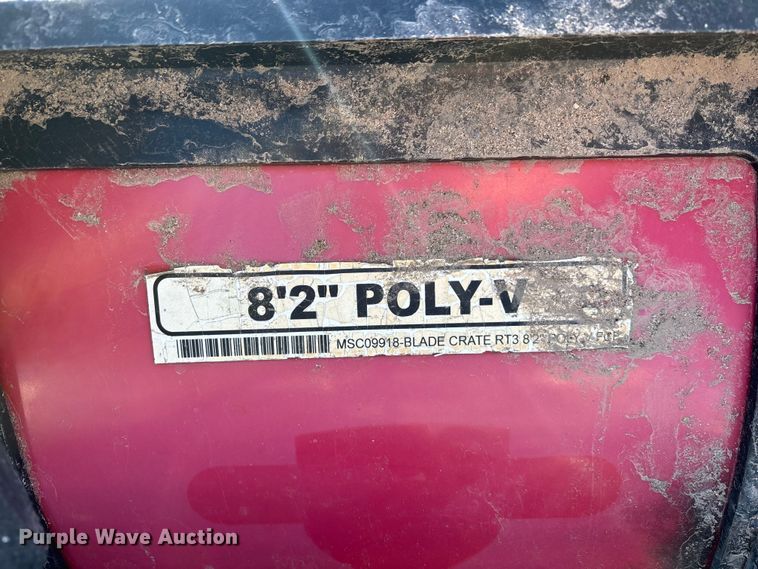 8'2" POLY-V
MSC09918-BLADE CRATE RT3 8'2" POLY-V
Purple Wave Auction